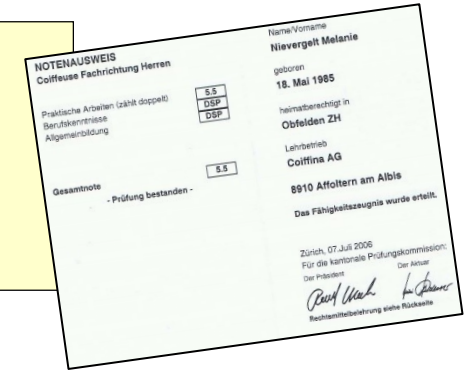 NOTENAUSWEIS
Coiffeuse Fachrichtung Herren
Praktische Arbeiten (zählt doppelt) 5.5
Berufskenntnisse DSP
Allgemeinbildung DSP
Gesamtnote 5.5
- Prüfung bestanden -
Name/Vorname
Nievergelt Melanie
geboren
18. Mai 1985
heimatberechtigt in
Obfelden ZH
Lehrbetrieb
Coiffina AG
8910 Affoltern am Albis
Das Fähigkeitszeugnis wurde erteilt.
Zürich, 07.Juli 2006
Für die kantonale Prüfungskommission:
Der Präsident Der Aktuar
Rechtsmittelbelehrung siehe Rückseite